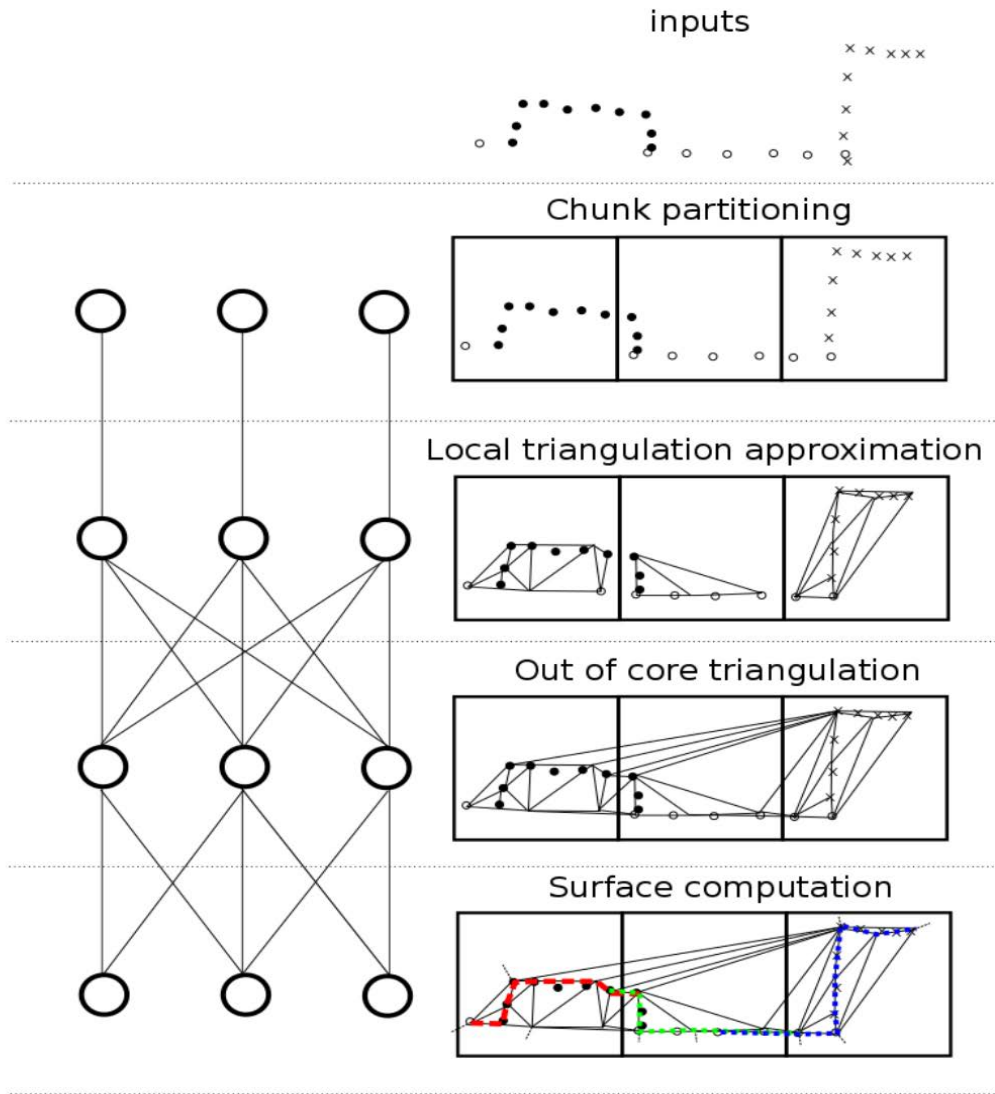 inputs
Chunk partitioning
Local triangulation approximation
Out of core triangulation
Surface computation